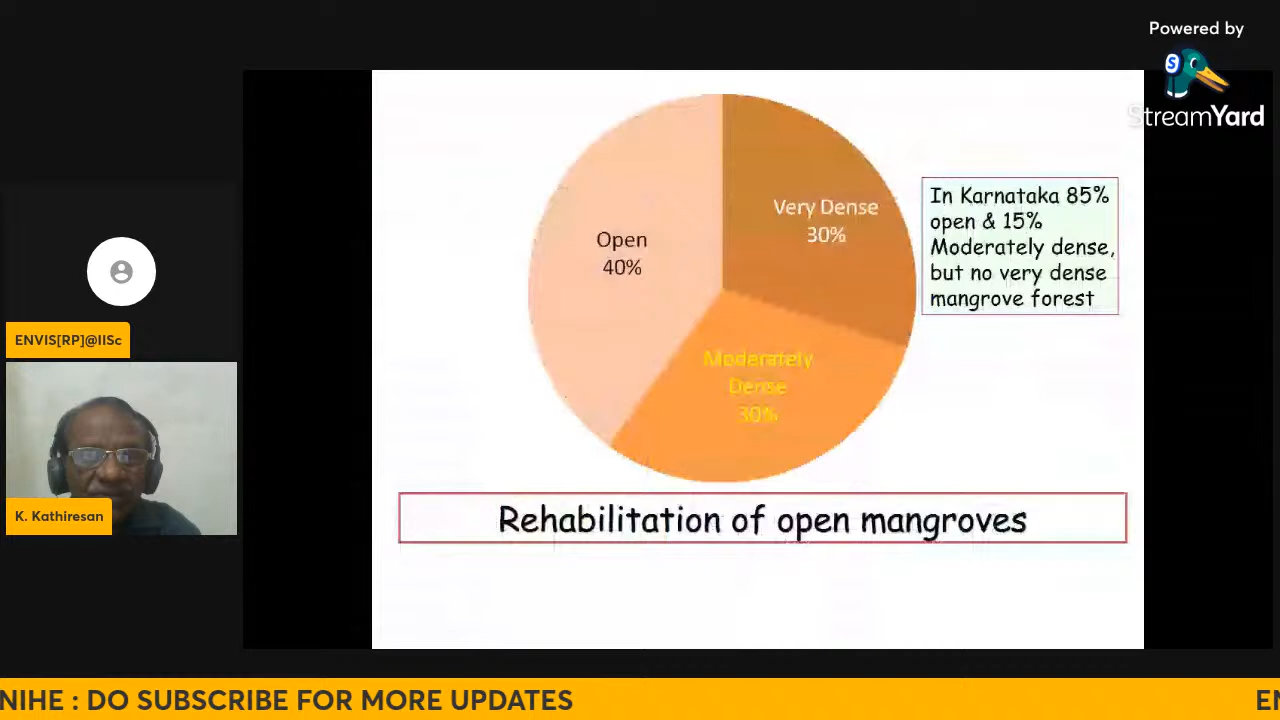 Powered by
StreamYard
Very Dense
30%
Open
40%
Moderately
Dense
30%
In Karnataka 85%
open & 15%
Moderately dense,
but no very dense
mangrove forest
ENVIS[RP]@IISc
K. Kathiresan
Rehabilitation of open mangroves
NIHE : DO SUBSCRIBE FOR MORE UPDATES
EN